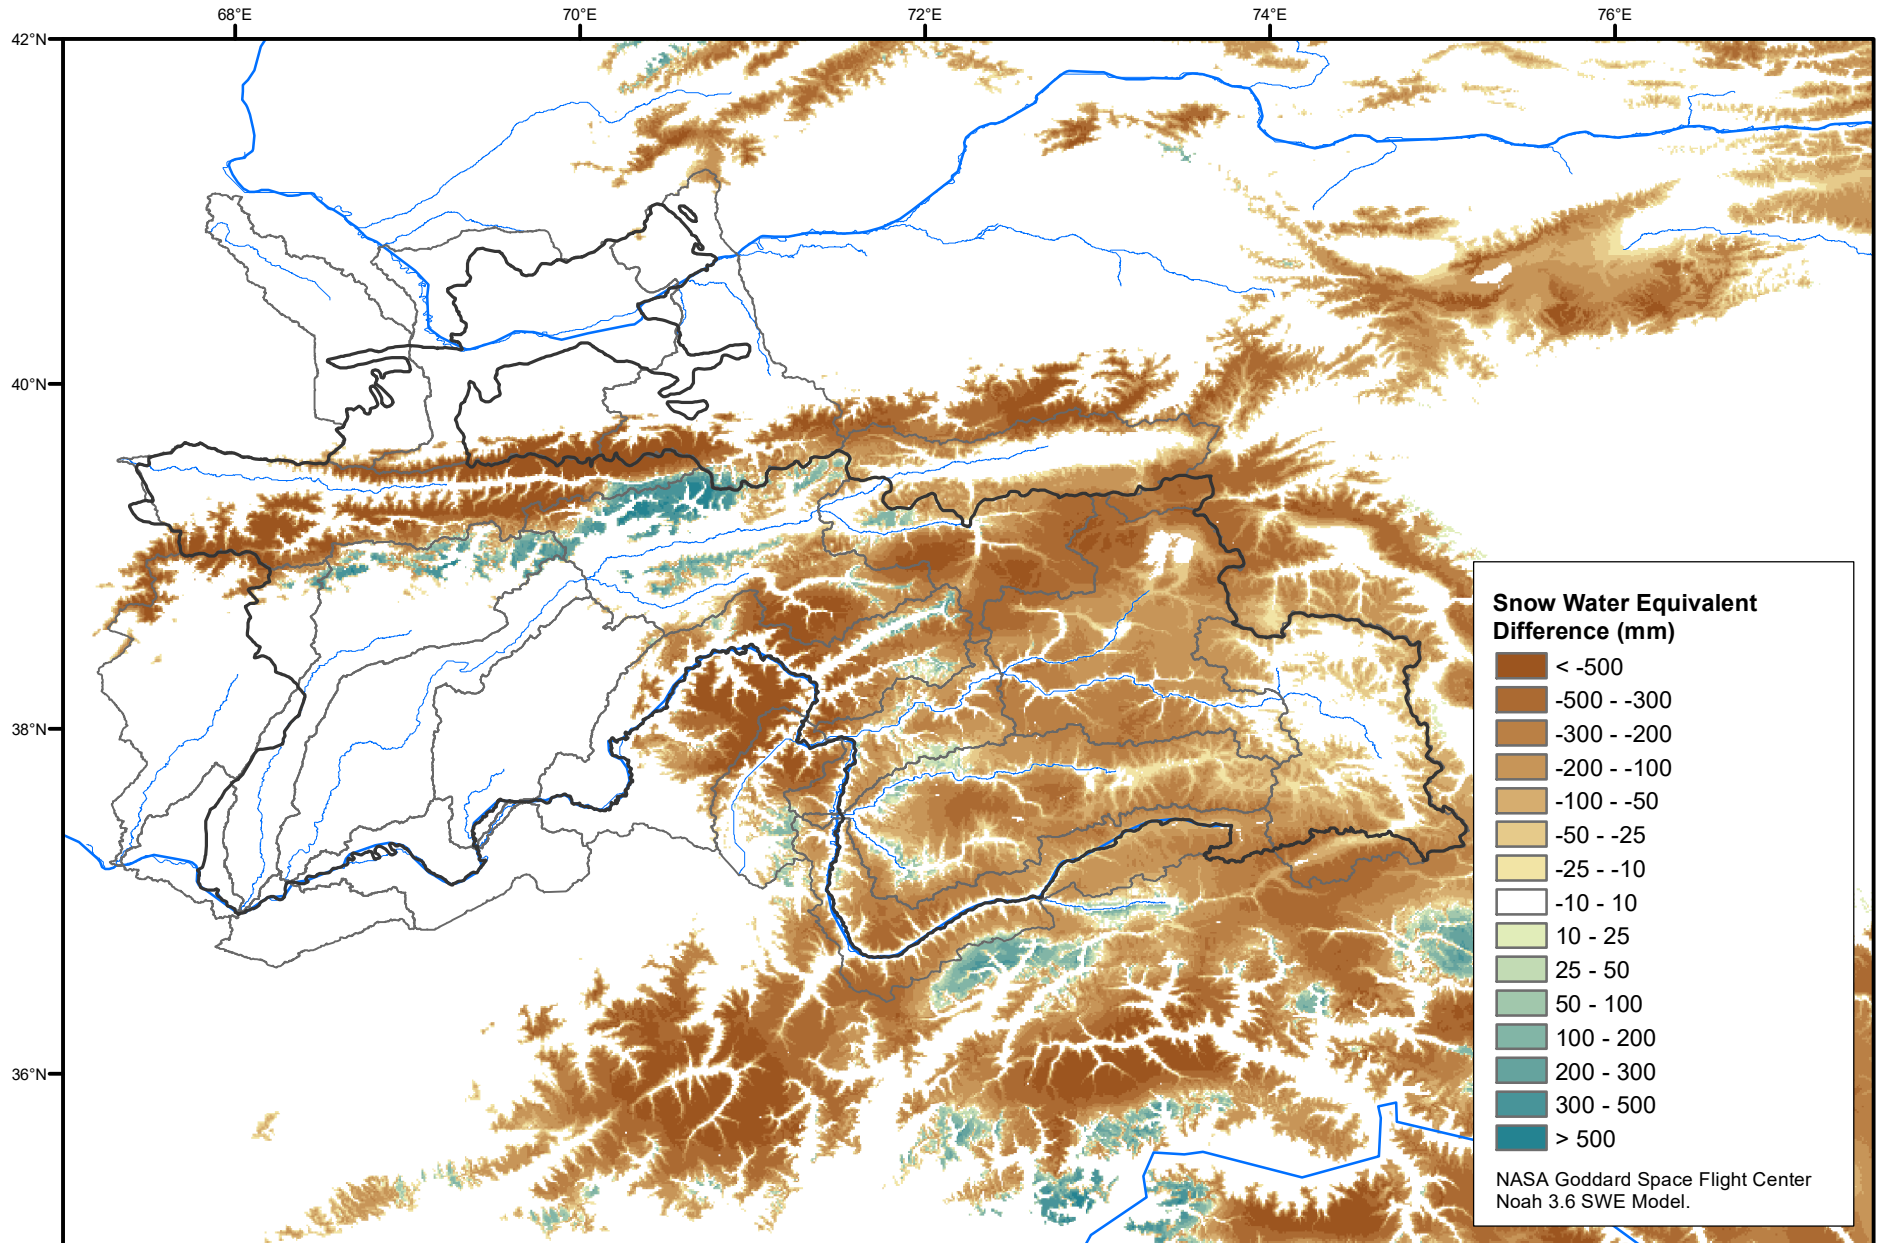 68°E
70°E
72°E
74°E
76°E
42°N
40°N
38°N
36°N
Snow Water Equivalent
Difference (mm)
< -500
-500 - -300
-300 - -200
-200 - -100
-100 - -50
-50 - -25
-25 - -10
-10 - 10
10 - 25
25 - 50
50 - 100
100 - 200
200 - 300
300 - 500
> 500
NASA Goddard Space Flight Center
Noah 3.6 SWE Model.